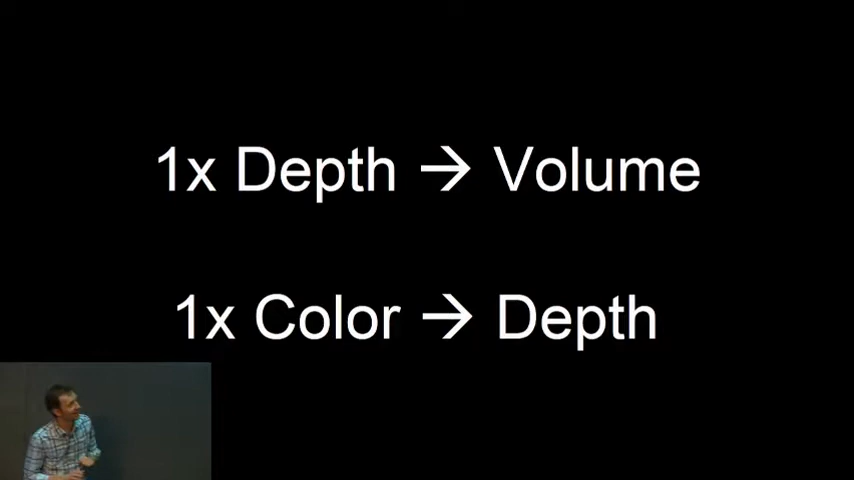 1x Depth → Volume
1x Color → Depth